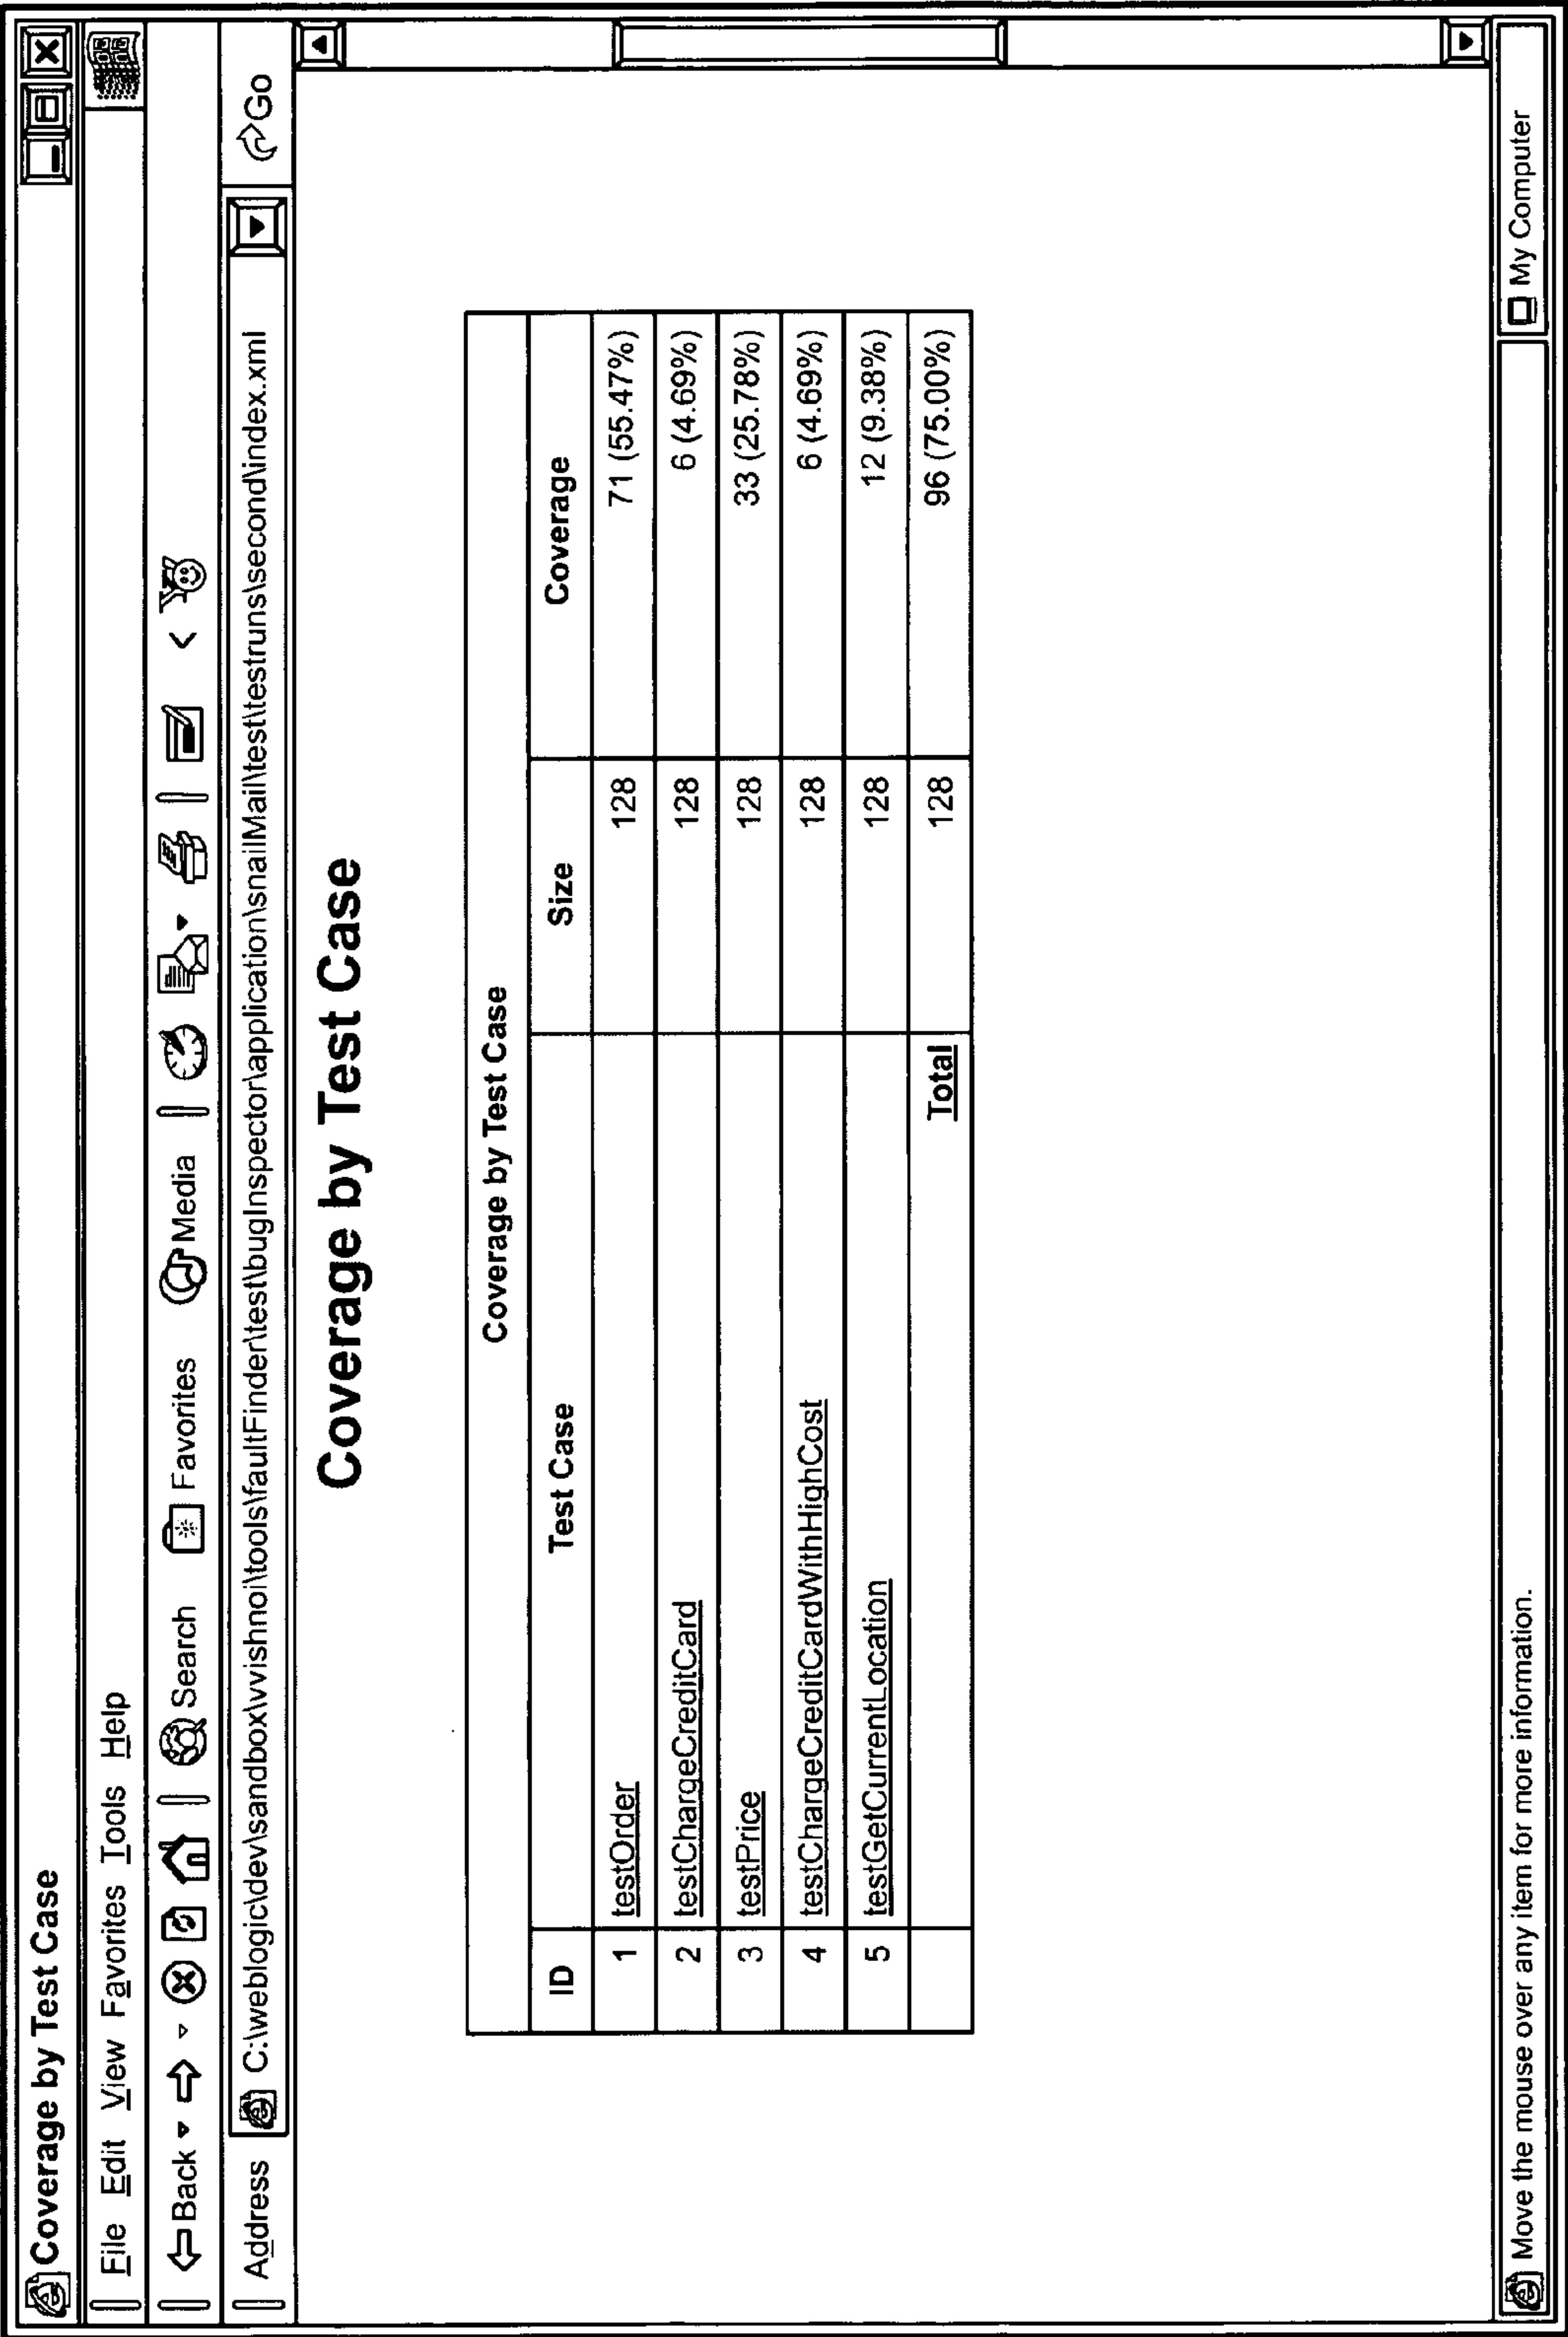 Coverage by Test Case
File Edit View Favorites Tools Help
Back Search Favorites Media
Address C:\weblogic\dev\sandbox\vvishnoi\tools\faultFinder\test\bugInspector\application\snailMail\test\testruns\second\index.xml Go
Coverage by Test Case
Coverage by Test Case
ID Test Case Size Coverage
1 testOrder 128 71 (55.47%)
2 testChargeCreditCard 128 6 (4.69%)
3 testPrice 128 33 (25.78%)
4 testChargeCreditCardWithHighCost 128 6 (4.69%)
5 testGetCurrentLocation 128 12 (9.38%)
Total 128 96 (75.00%)
Move the mouse over any item for more information. My Computer